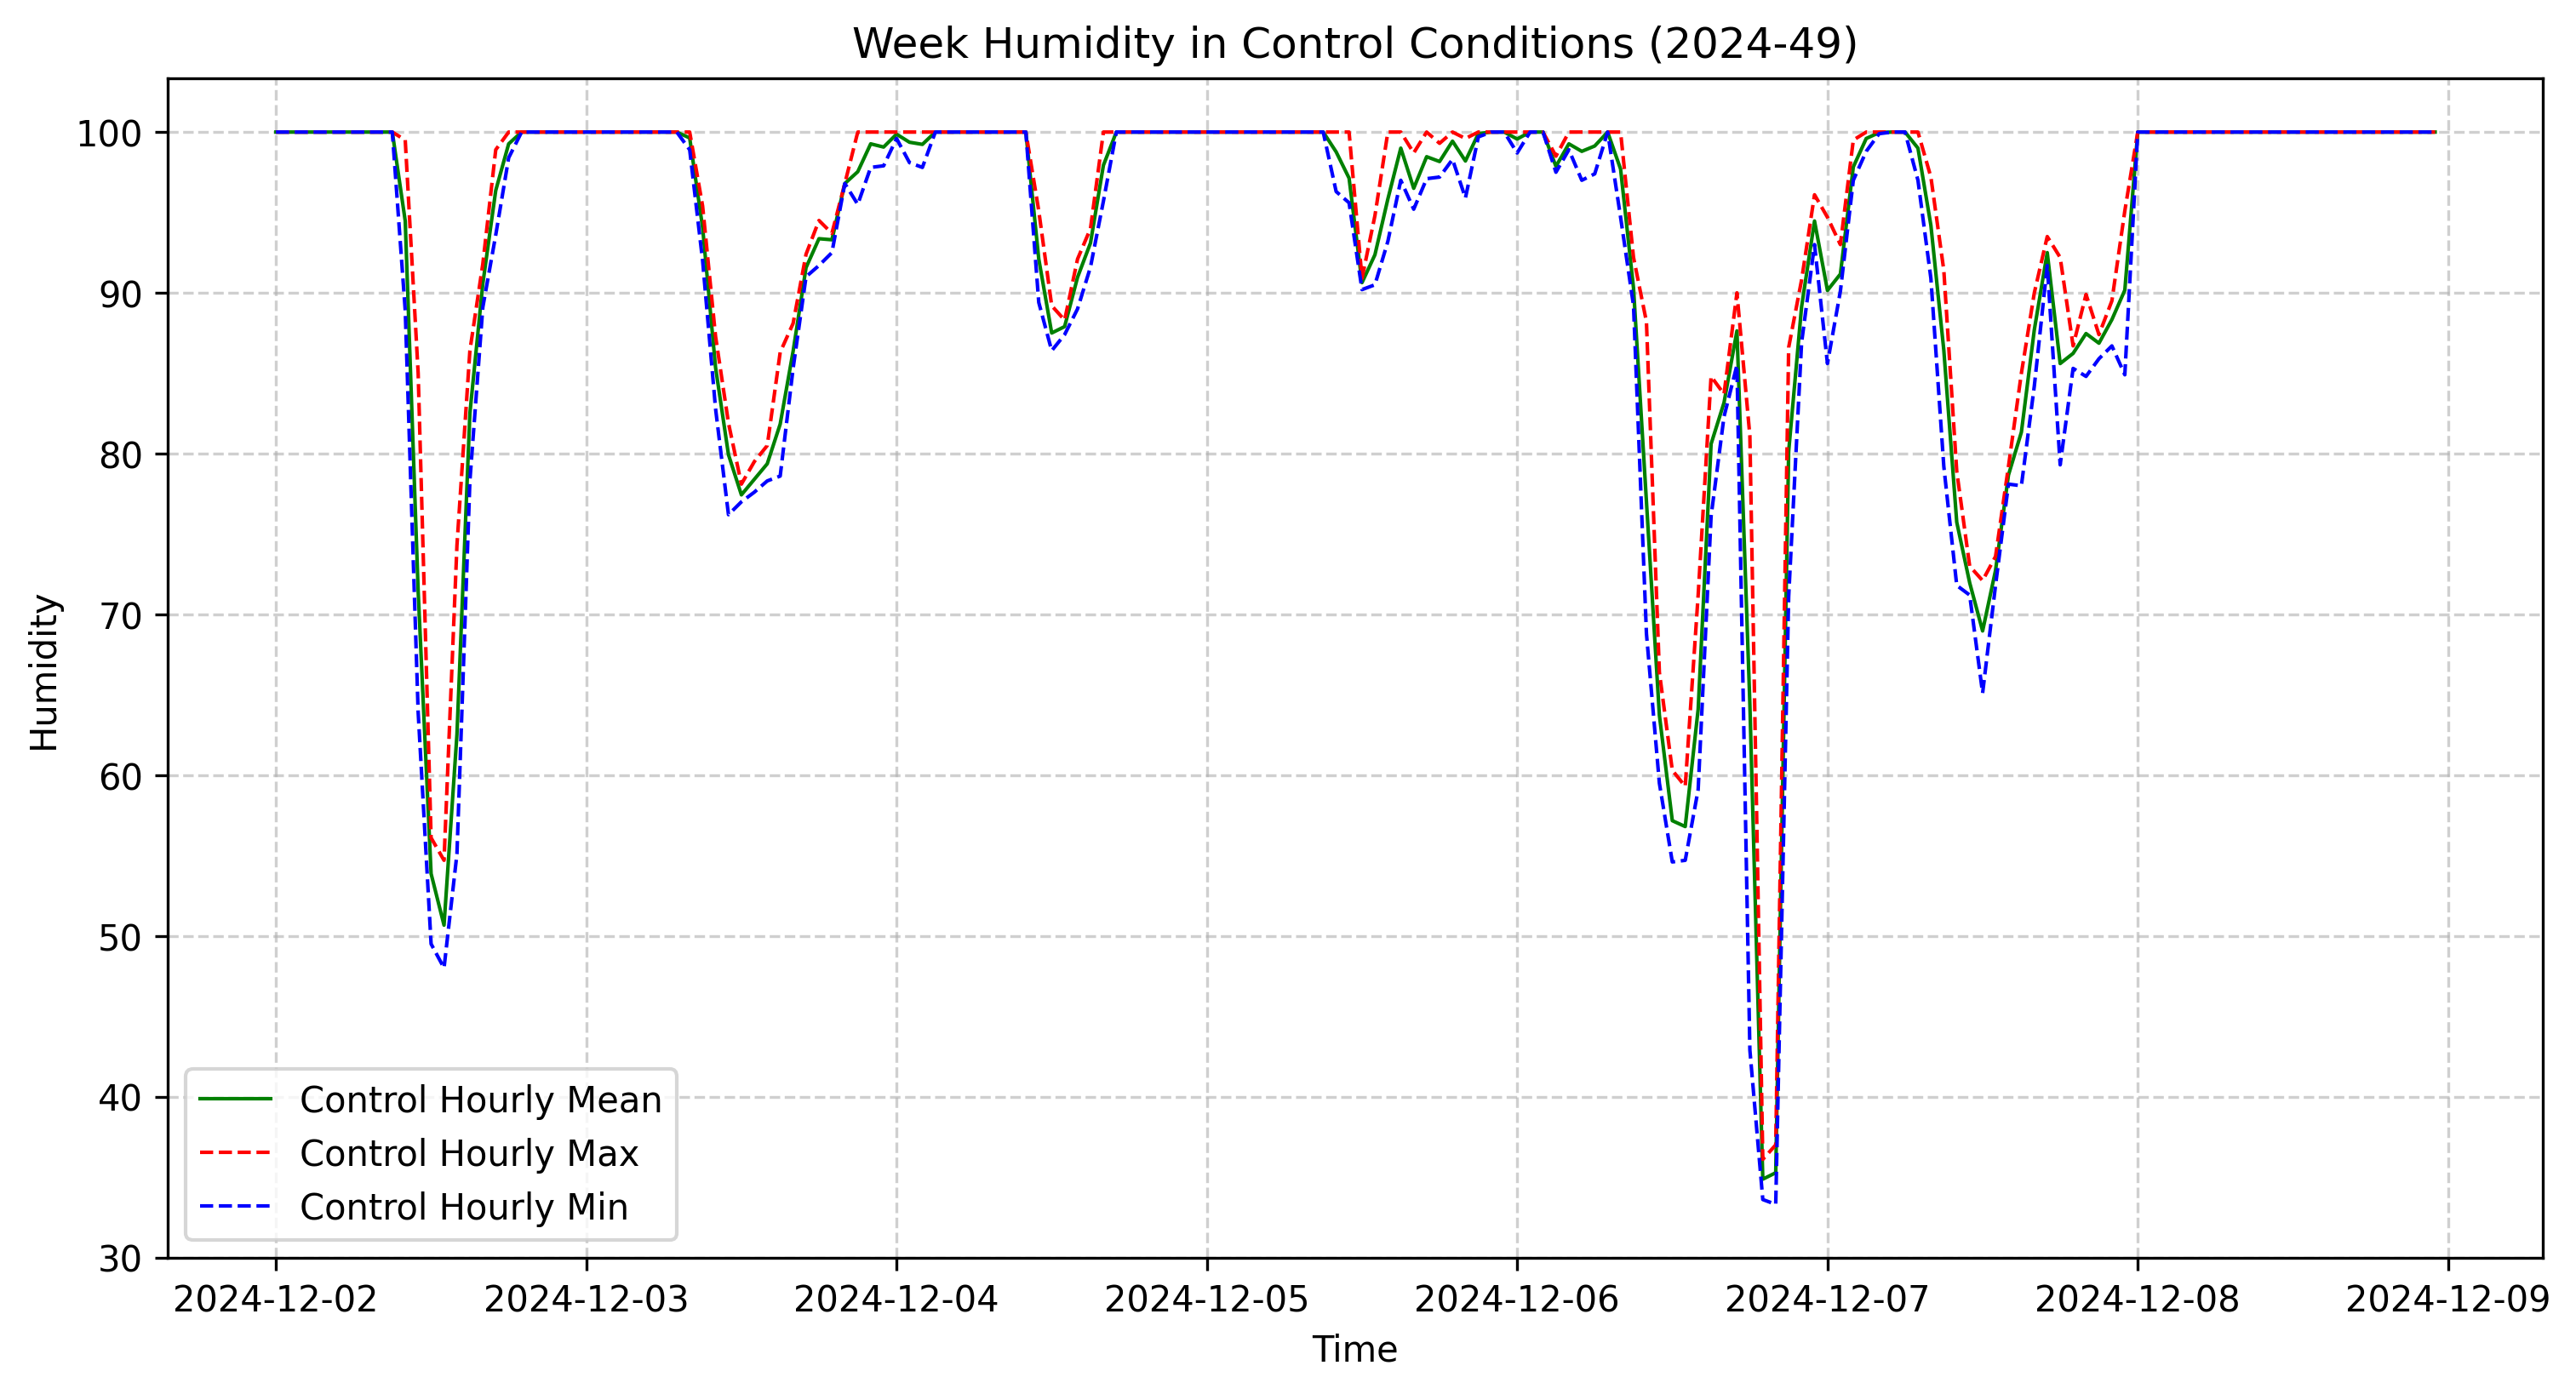 Week Humidity in Control Conditions (2024-49)
100
90
80
70
60
50
40
30
Humidity
Control Hourly Mean
Control Hourly Max
Control Hourly Min
2024-12-02 2024-12-03 2024-12-04 2024-12-05 2024-12-06 2024-12-07 2024-12-08 2024-12-09
Time